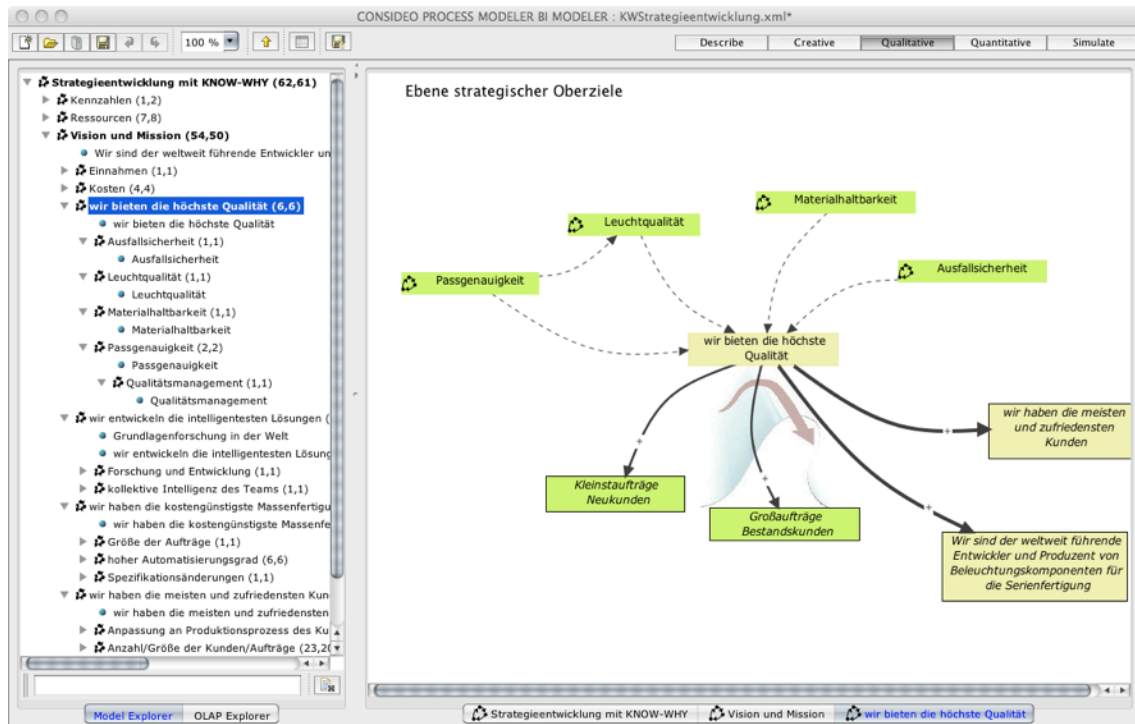 CONSIDEO PROCESS MODELER BI MODELER : KWStrategieentwicklung.xml*
100 %
Describe
Creative
Qualitative
Quantitative
Simulate
Strategieentwicklung mit KNOW-WHY (62,61)
Kennzahlen (1,2)
Ressourcen (7,8)
Vision und Mission (54,50)
Wir sind der weltweit führende Entwickler un
Einnahmen (1,1)
Kosten (4,4)
wir bieten die höchste Qualität (6,6)
wir bieten die höchste Qualität
Ausfallsicherheit (1,1)
Ausfallsicherheit
Leuchtqualität (1,1)
Leuchtqualität
Materialhaltbarkeit (1,1)
Materialhaltbarkeit
Passgenauigkeit (2,2)
Passgenauigkeit
Qualitätsmanagement (1,1)
Qualitätsmanagement
wir entwickeln die intelligentesten Lösungen (
Grundlagenforschung in der Welt
wir entwickeln die intelligentesten Lösung
Forschung und Entwicklung (1,1)
kollektive Intelligenz des Teams (1,1)
wir haben die kostengünstigste Massenfertigu
wir haben die kostengünstigste Massenfe
Größe der Aufträge (1,1)
hoher Automatisierungsgrad (6,6)
Spezifikationsänderungen (1,1)
wir haben die meisten und zufriedensten Kun
wir haben die meisten und zufriedensten
Anpassung an Produktionsprozess des Ku
Anzahl/Größe der Kunden/Aufträge (23,20
Model Explorer
OLAP Explorer
Ebene strategischer Oberziele
Materialhaltbarkeit
Leuchtqualität
Ausfallsicherheit
Passgenauigkeit
wir bieten die höchste
Qualität
wir haben die meisten
und zufriedensten
Kunden
+
+
+
+
Kleinstaufträge
Neukunden
Großaufträge
Bestandskunden
Wir sind der weltweit führende
Entwickler und Produzent von
Beleuchtungskomponenten für
die Serienfertigung
Strategieentwicklung mit KNOW-WHY
Vision und Mission
wir bieten die höchste Qualität